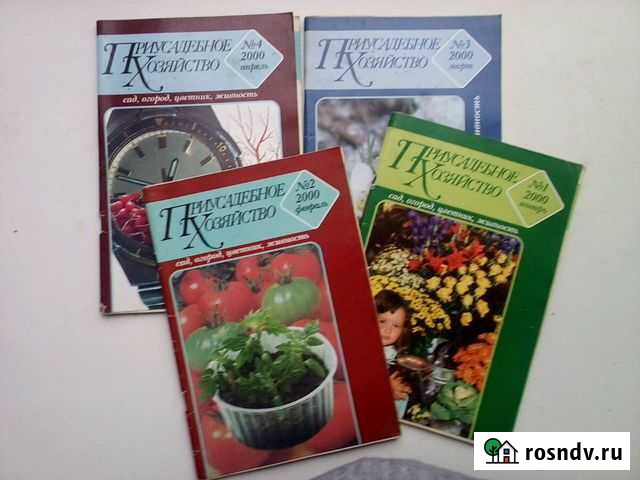 ПРИУСАДЕБНОЕ
ХОЗЯЙСТВО
№4
2000
апрель
сад, огород, цветник, живность
ПРИУСАДЕБНОЕ
ХОЗЯЙСТВО
№3
2000
март
живность
ПРИУСАДЕБНОЕ
ХОЗЯЙСТВО
№2
2000
февраль
сад, огород, цветник, живность
ПРИУСАДЕБНОЕ
ХОЗЯЙСТВО
№1
2000
январь
сад, огород, цветник, живность
rosndv.ru